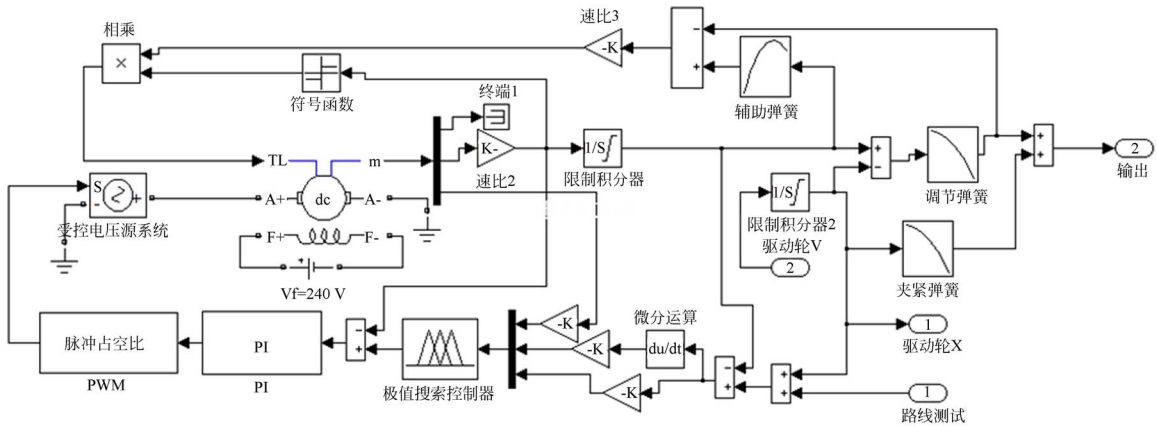 相乘
×
速比3
-K
−
+
辅助弹簧
符号函数
终端1
K-
速比2
1/S
限制积分器
TL
m
S
-
+
受控电压源系统
A+
dc
A-
F+
F-
+
Vf=240 V
1/S
限制积分器2
驱动轮V
2
+
−
调节弹簧
+
+
2
输出
夹紧弹簧
1
驱动轮X
1
路线测试
脉冲占空比
PWM
PI
PI
−
+
极值搜索控制器
-K
-K
-K
微分运算
du/dt
−
+
+
+